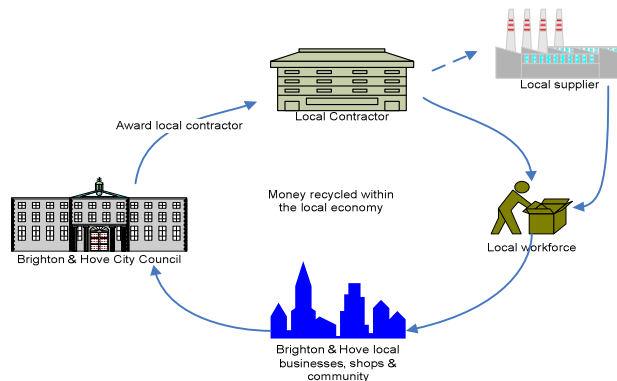 Local supplier
Local Contractor
Award local contractor
Money recycled within
the local economy
Local workforce
Brighton & Hove City Council
Brighton & Hove local
businesses, shops &
community